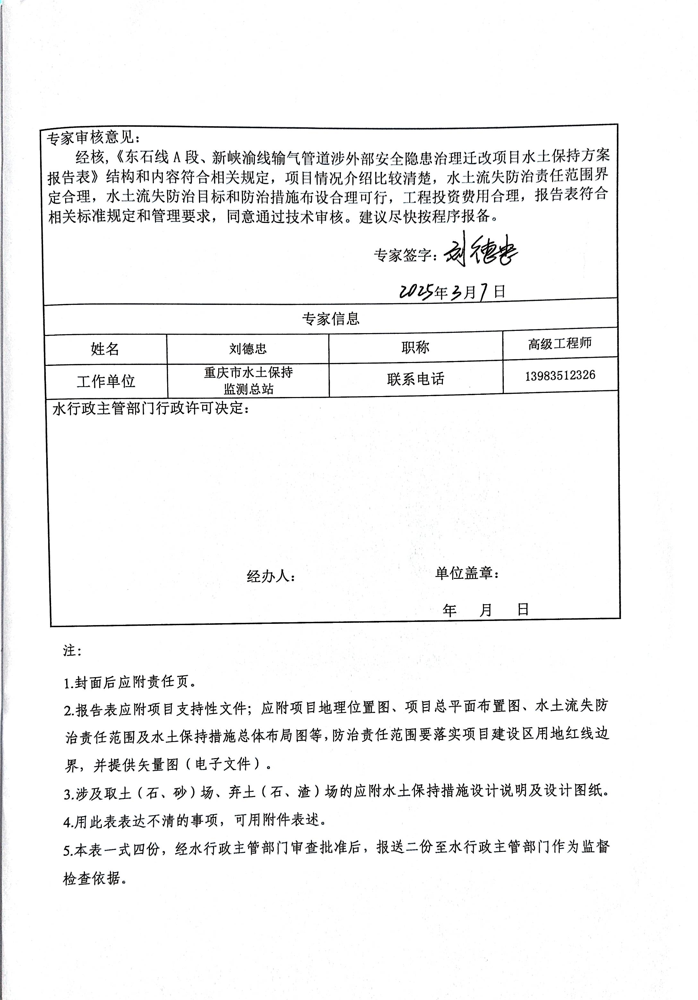 专家审核意见：
经核，《东石线 A 段、新峡渝线输气管道涉外部安全隐患治理迁改项目水土保持方案
报告表》结构和内容符合相关规定，项目情况介绍比较清楚，水土流失防治责任范围界
定合理，水土流失防治目标和防治措施布设合理可行，工程投资费用合理，报告表符合
相关标准规定和管理要求，同意通过技术审核。建议尽快按程序报备。
专家签字：刘德忠
2025年3月7日
专家信息
姓名 刘德忠 职称 高级工程师
工作单位 重庆市水土保持 联系电话 13983512326
监测总站
水行政主管部门行政许可决定：
经办人： 单位盖章：
年 月 日
注：
1.封面后应附责任页。
2.报告表应附项目支持性文件；应附项目地理位置图、项目总平面布置图、水土流失防
治责任范围及水土保持措施总体布局图等，防治责任范围要落实项目建设区用地红线边
界，并提供矢量图（电子文件）。
3.涉及取土（石、砂）场、弃土（石、渣）场的应附水土保持措施设计说明及设计图纸。
4.用此表表达不清的事项，可用附件表述。
5.本表一式四份，经水行政主管部门审查批准后，报送二份至水行政主管部门作为监督
检查依据。